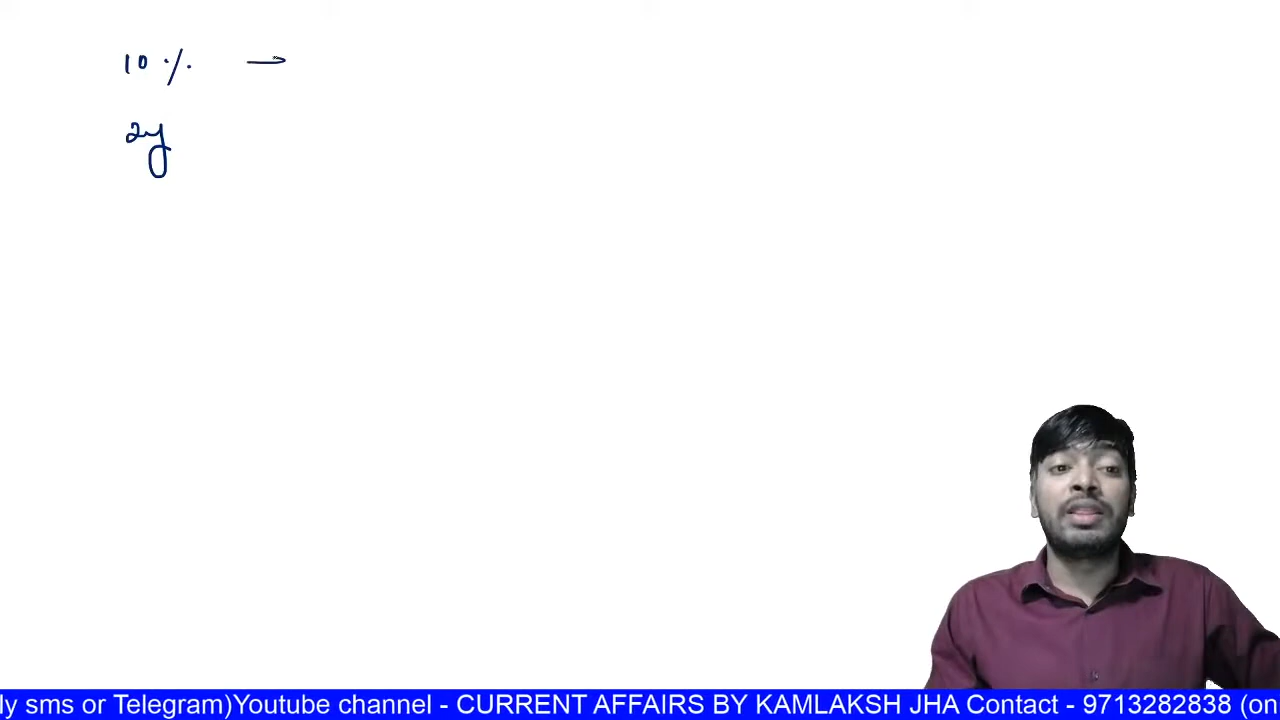 10 % →
2y
ly sms or Telegram)Youtube channel - CURRENT AFFAIRS BY KAMLAKSH JHA Contact - 9713282838 (on